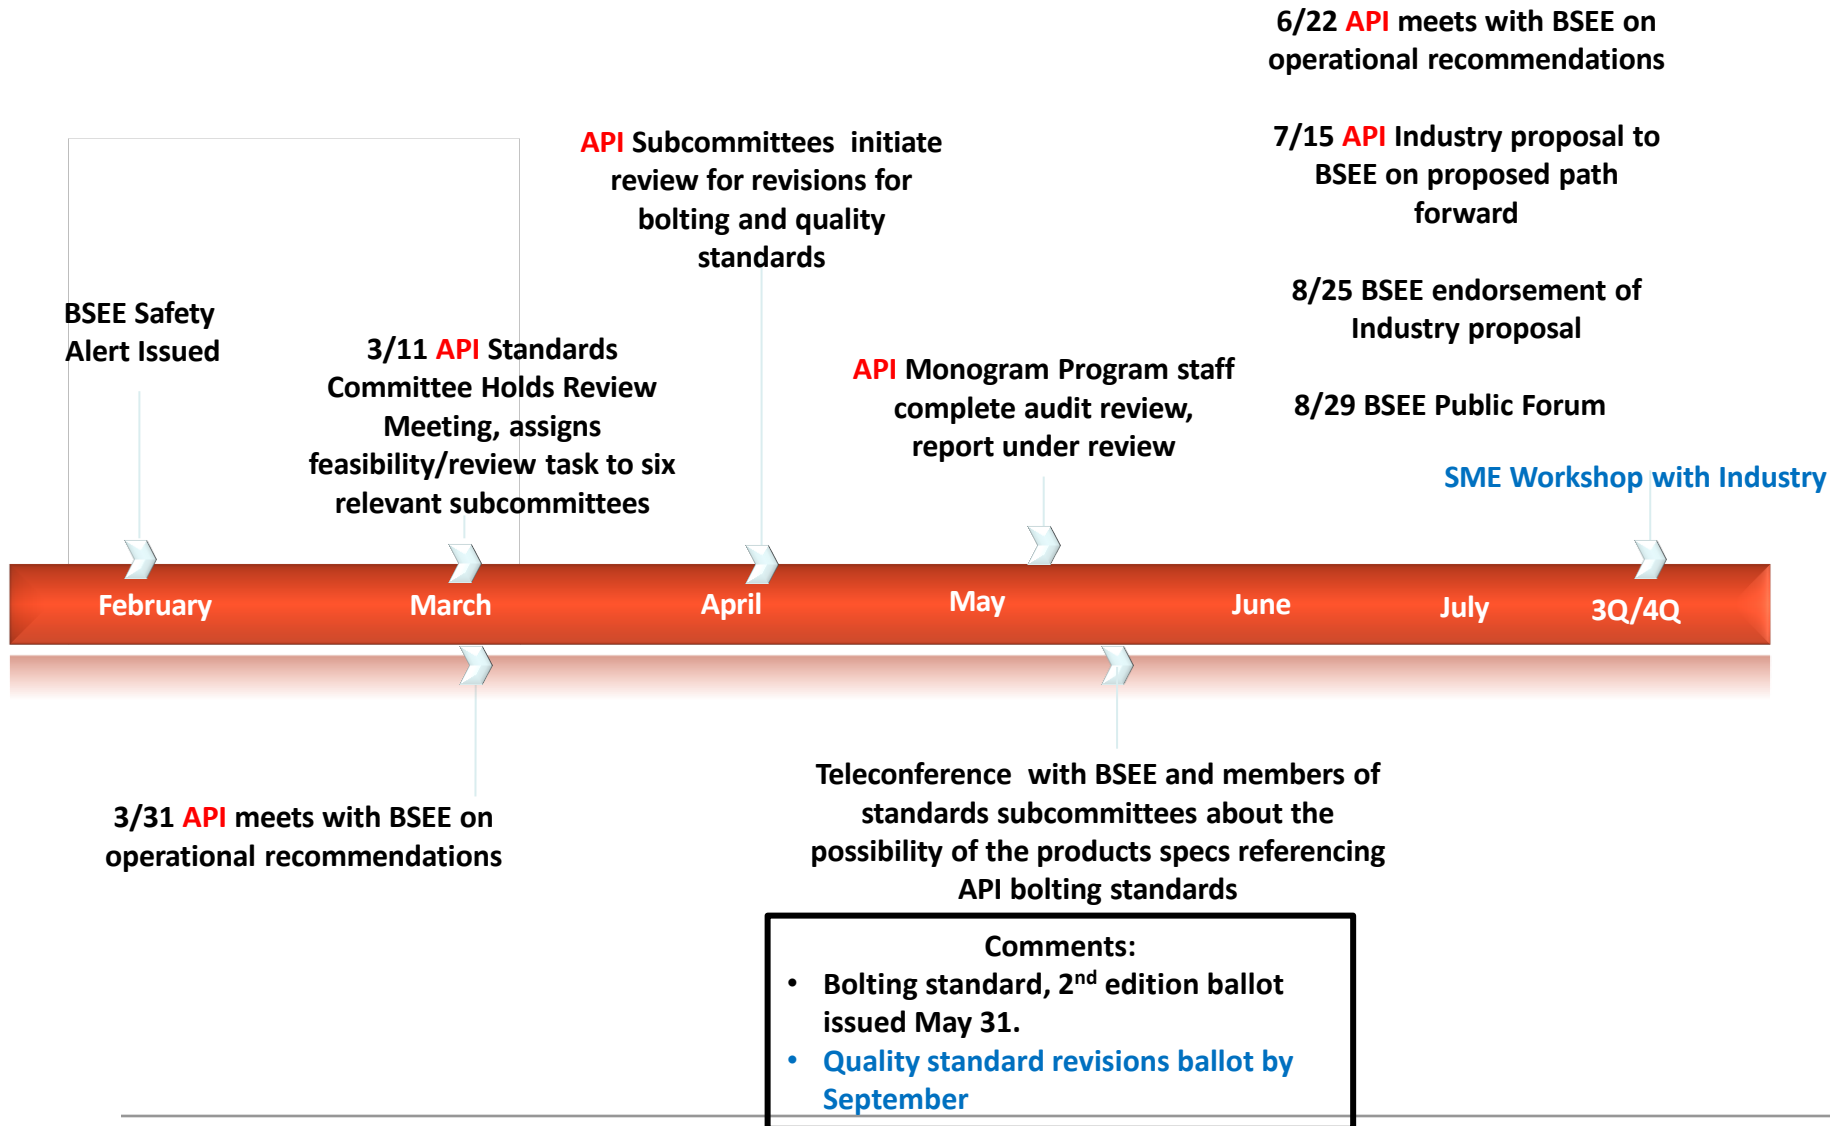 6/22 API meets with BSEE on
operational recommendations
7/15 API Industry proposal to
BSEE on proposed path
forward
8/25 BSEE endorsement of
Industry proposal
8/29 BSEE Public Forum
SME Workshop with Industry
API Subcommittees  initiate
review for revisions for
bolting and quality
standards
BSEE Safety
Alert Issued
3/11 API Standards
Committee Holds Review
Meeting, assigns
feasibility/review task to six
relevant subcommittees
API Monogram Program staff
complete audit review,
report under review
February
March
April
May
June
July
3Q/4Q
3/31 API meets with BSEE on
operational recommendations
Teleconference  with BSEE and members of
standards subcommittees about the
possibility of the products specs referencing
API bolting standards
Comments:
• Bolting standard, 2nd edition ballot
issued May 31.
• Quality standard revisions ballot by
September